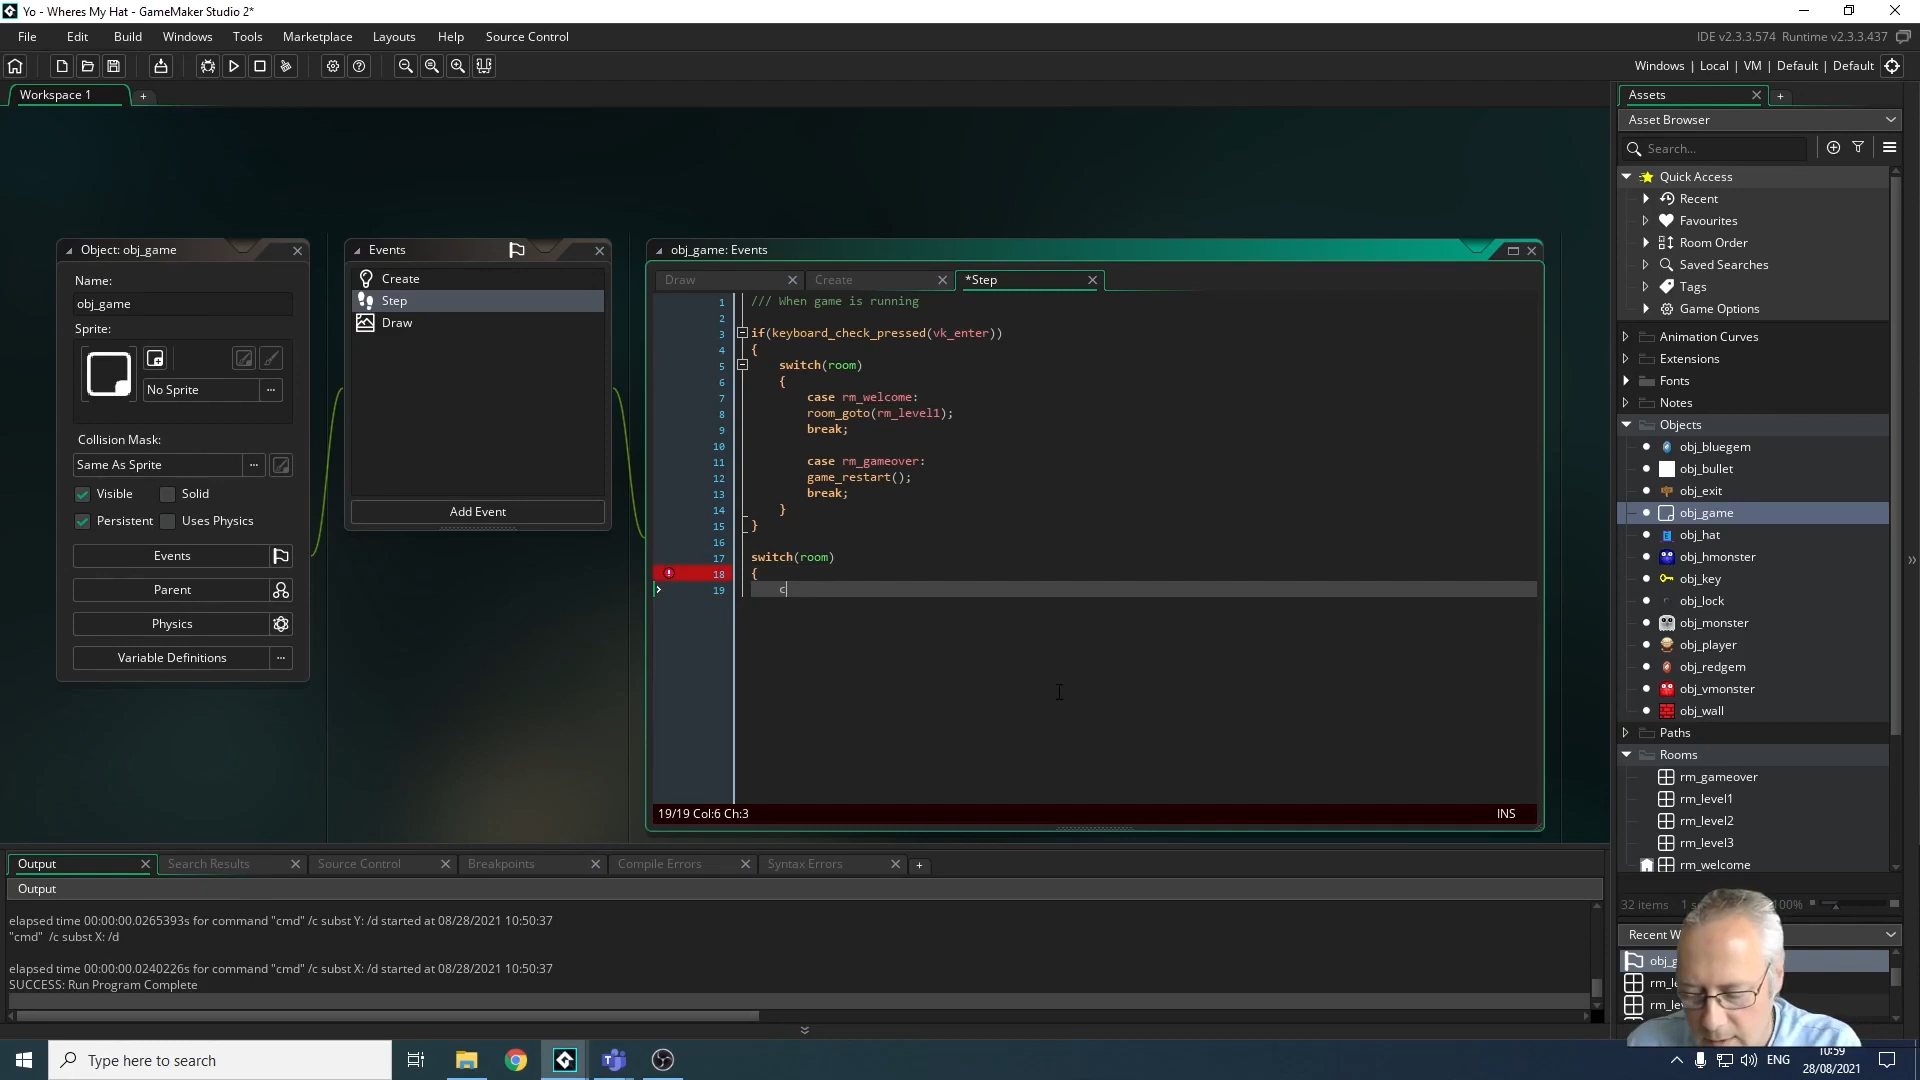 Yo - Wheres My Hat - GameMaker Studio 2*
File Edit Build Windows Tools Marketplace Layouts Help Source Control
IDE v2.3.3.574 Runtime v2.3.3.437
Windows | Local | VM | Default | Default
Workspace 1
Object: obj_game
Name:
obj_game
Sprite:
No Sprite
Collision Mask:
Same As Sprite
Visible Solid
Persistent Uses Physics
Events
Parent
Physics
Variable Definitions
Events
Create
Step
Draw
Add Event
obj_game: Events
Draw Create *Step
1 /// When game is running
2
3 if(keyboard_check_pressed(vk_enter))
4 {
5 switch(room)
6 {
7 case rm_welcome:
8 room_goto(rm_level1);
9 break;
10
11 case rm_gameover:
12 game_restart();
13 break;
14 }
15 }
16
17 switch(room)
18 {
19 c
19/19 Col:6 Ch:3 INS
Assets
Asset Browser
Search...
Quick Access
Recent
Favourites
Room Order
Saved Searches
Tags
Game Options
Animation Curves
Extensions
Fonts
Notes
Objects
obj_bluegem
obj_bullet
obj_exit
obj_game
obj_hat
obj_hmonster
obj_key
obj_lock
obj_monster
obj_player
obj_redgem
obj_vmonster
obj_wall
Paths
Rooms
rm_gameover
rm_level1
rm_level2
rm_level3
rm_welcome
32 items 100%
Recent
Output Search Results Source Control Breakpoints Compile Errors Syntax Errors
Output
elapsed time 00:00:00.0265393s for command "cmd" /c subst Y: /d started at 08/28/2021 10:50:37
"cmd" /c subst X: /d
elapsed time 00:00:00.0240226s for command "cmd" /c subst X: /d started at 08/28/2021 10:50:37
SUCCESS: Run Program Complete
Type here to search
ENG
10:59
28/08/2021